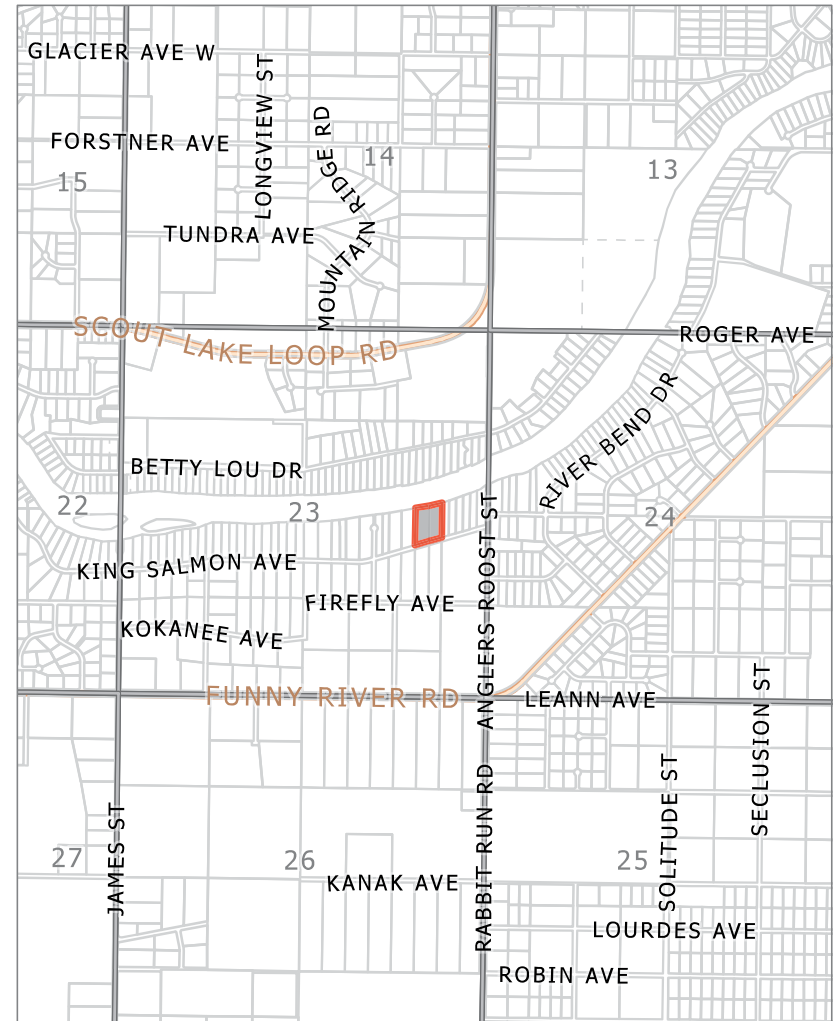 GLACIER AVE W
LONGVIEW ST
FORSTNER AVE
MOUNTAIN RIDGE RD
14
13
15
TUNDRA AVE
SCOUT LAKE LOOP RD
ROGER AVE
RIVER BEND DR
BETTY LOU DR
22
23
24
KING SALMON AVE
ANGLERS ROOST ST
FIREFLY AVE
KOKANEE AVE
FUNNY RIVER RD
LEANN AVE
SECLUSION ST
SOLITUDE ST
JAMES ST
RABBIT RUN RD
27
26
25
KANAK AVE
LOURDES AVE
ROBIN AVE